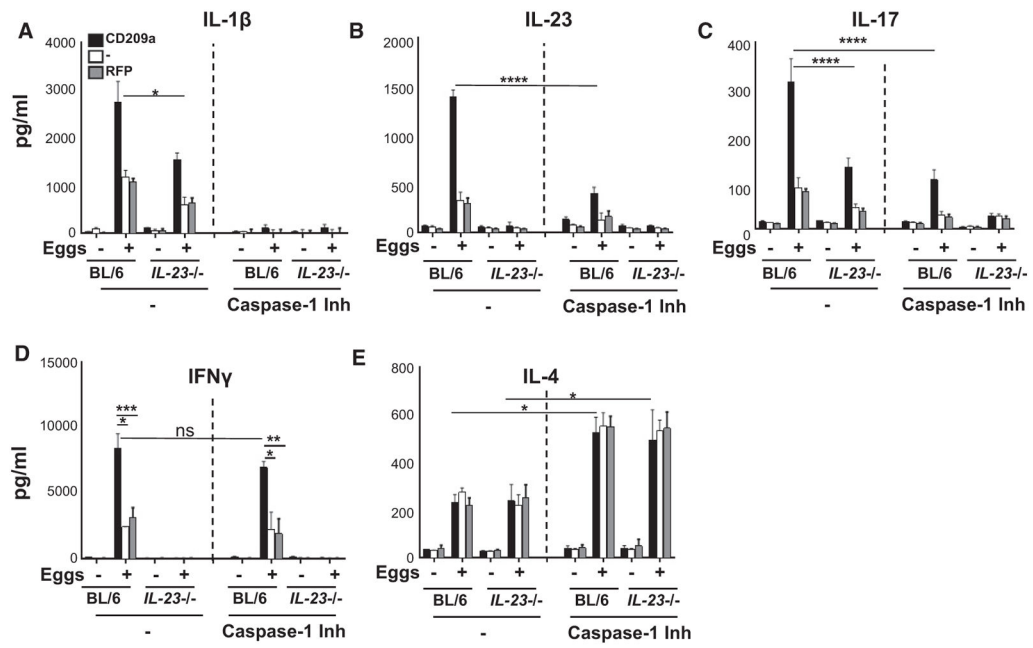 A
IL-1β
4000
3000
2000
1000
0
pg/ml
CD209a
-
RFP
*
Eggs - + - + - + - +
BL/6 IL-23-/- BL/6 IL-23-/-
- Caspase-1 Inh
B
IL-23
2000
1500
1000
500
0
****
Eggs - + - + - + - +
BL/6 IL-23-/- BL/6 IL-23-/-
- Caspase-1 Inh
C
IL-17
400
300
200
100
0
****
****
Eggs - + - + - + - +
BL/6 IL-23-/- BL/6 IL-23-/-
- Caspase-1 Inh
D
IFNγ
15000
10000
5000
0
pg/ml
***
*
ns
**
*
Eggs - + - + - + - +
BL/6 IL-23-/- BL/6 IL-23-/-
- Caspase-1 Inh
E
IL-4
800
600
400
200
0
*
*
Eggs - + - + - + - +
BL/6 IL-23-/- BL/6 IL-23-/-
- Caspase-1 Inh